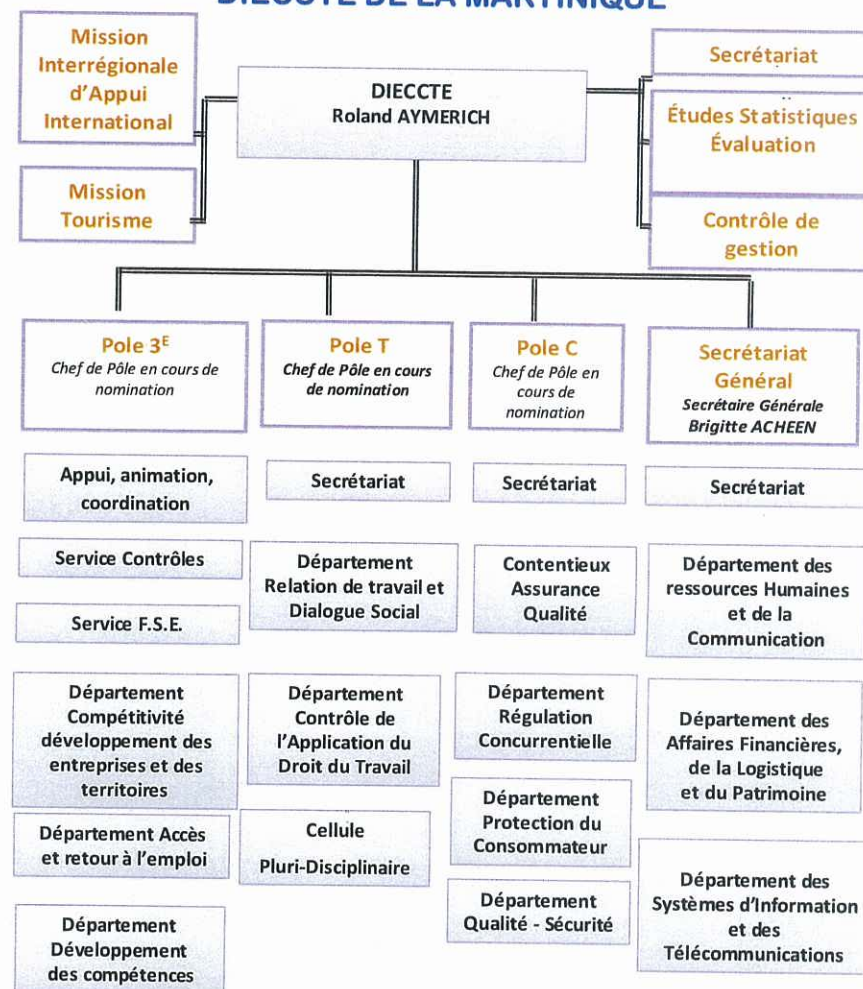 DIECCTE DE LA MARTINIQUE
Mission
Interrégionale
d'Appui
International
Mission
Tourisme
DIECCTE
Roland AYMERICH
Secrétariat
Études Statistiques
Évaluation
Contrôle de
gestion
Pole 3E
Chef de Pôle en cours de
nomination
Appui, animation,
coordination
Service Contrôles
Service F.S.E.
Département
Compétitivité
développement des
entreprises et des
territoires
Département Accès
et retour à l'emploi
Département
Développement
des compétences
Pole T
Chef de Pôle en cours
de nomination
Secrétariat
Département
Relation de travail et
Dialogue Social
Département
Contrôle de
l'Application du
Droit du Travail
Cellule
Pluri-Disciplinaire
Pole C
Chef de Pôle en
cours de
nomination
Secrétariat
Contentieux
Assurance
Qualité
Département
Régulation
Concurrentielle
Département
Protection du
Consommateur
Département
Qualité - Sécurité
Secrétariat
Général
Secrétaire Générale
Brigitte ACHEEN
Secrétariat
Département des
ressources Humaines
et de la
Communication
Département des
Affaires Financières,
de la Logistique
et du Patrimoine
Département des
Systèmes d'Information
et des
Télécommunications